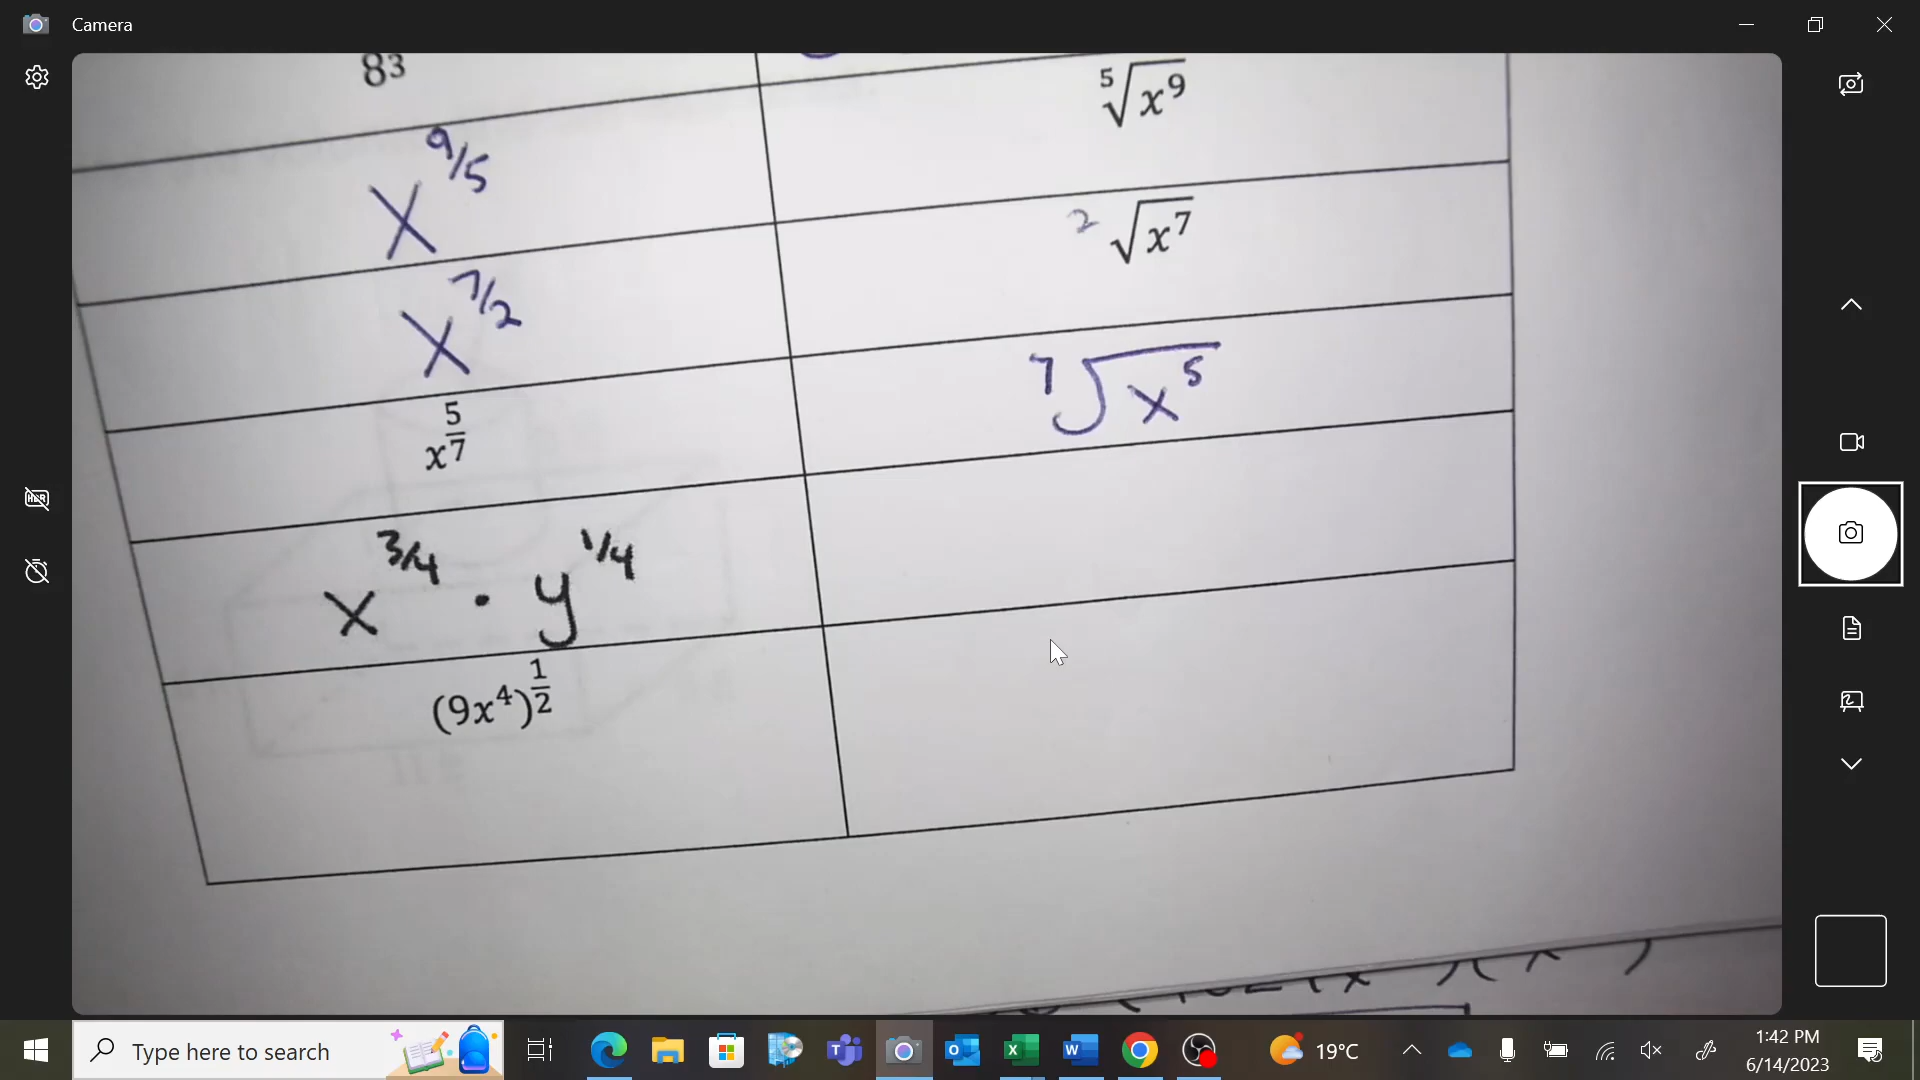 Camera
8³
x^9/5
⁵√x⁹
x^7/2
2 √x⁷
x^5/7
⁷√x⁵
x^3/4 · y^1/4
(9x⁴)^1/2
Type here to search
19°C
1:42 PM
6/14/2023